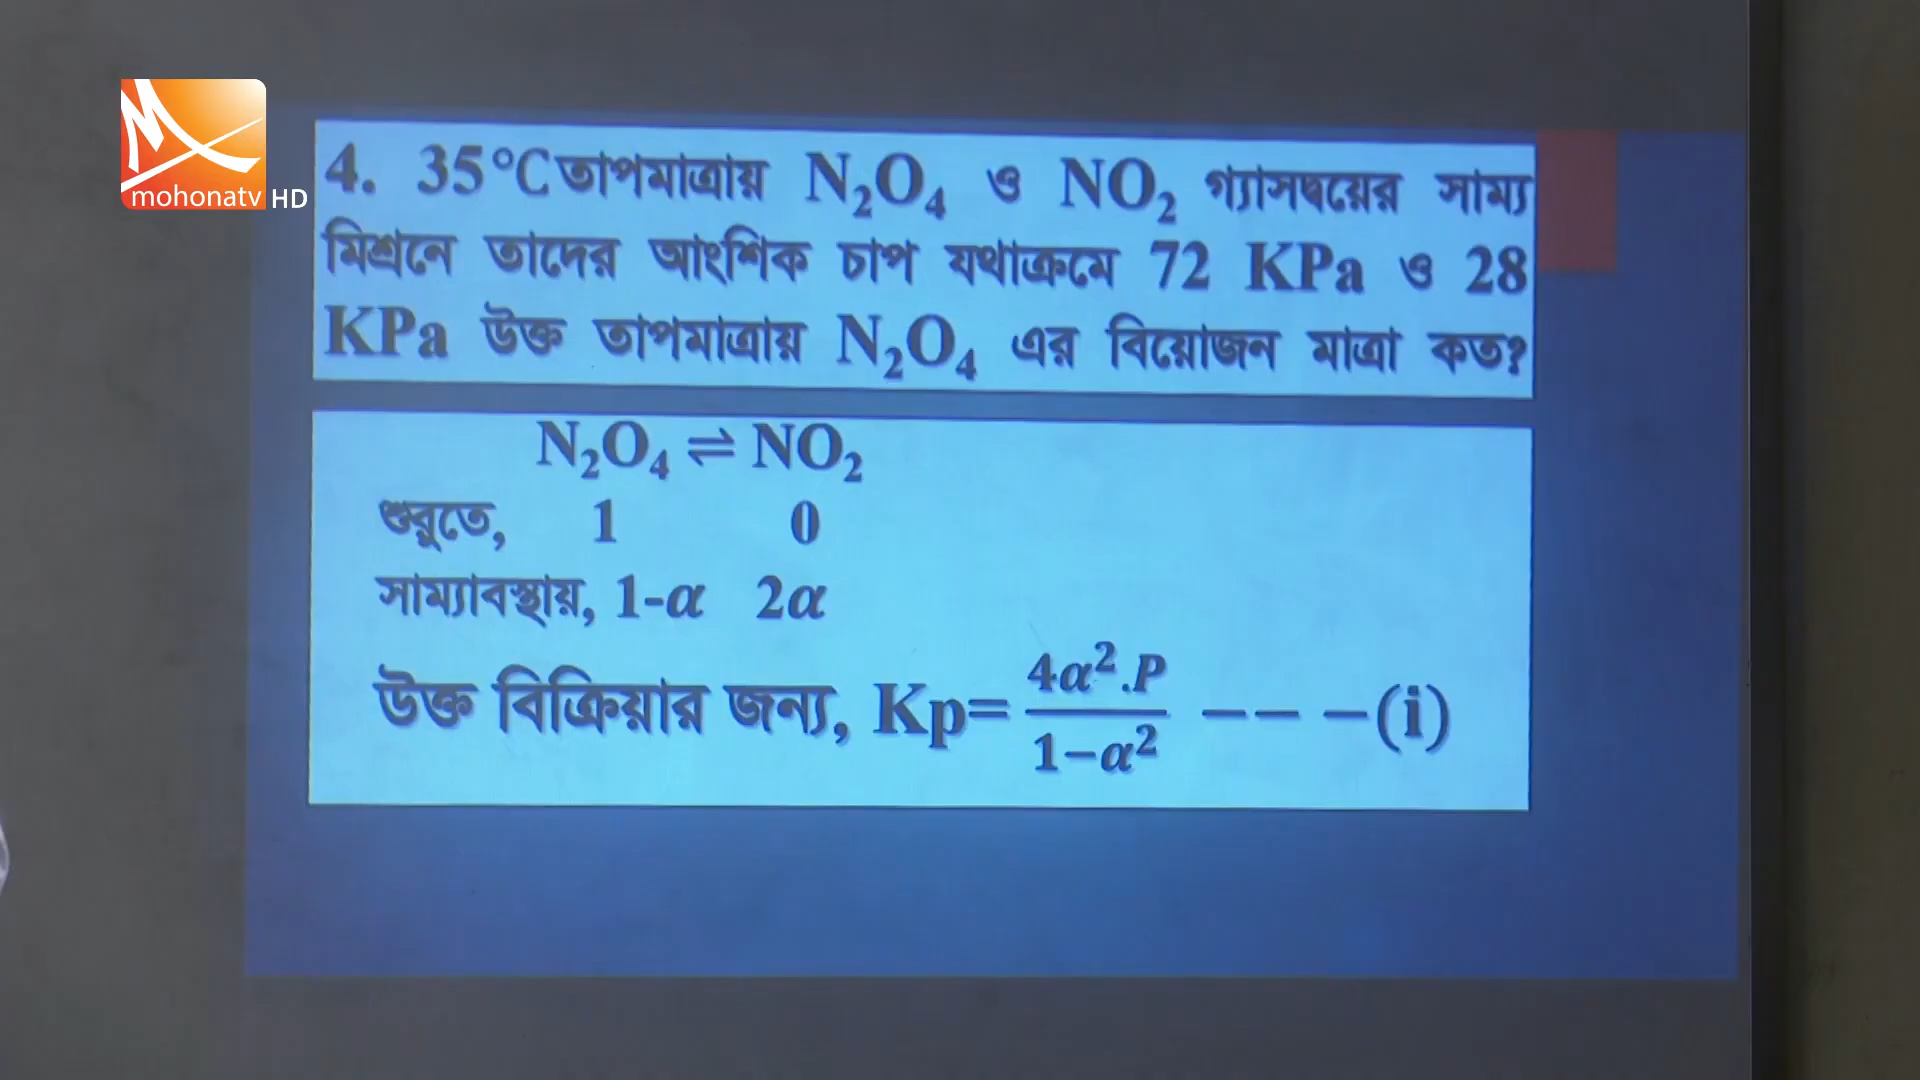 mohonatv HD
4. 35°C তাপমাত্রায় N₂O₄ ও NO₂ গ্যাসদ্বয়ের সাম্য
মিশ্রনে তাদের আংশিক চাপ যথাক্রমে 72 KPa ও 28
KPa উক্ত তাপমাত্রায় N₂O₄ এর বিয়োজন মাত্রা কত?
N₂O₄ ⇌ NO₂
শুরুতে, 1 0
সাম্যাবস্থায়, 1-α 2α
উক্ত বিক্রিয়ার জন্য, Kp= 4α².P / 1−α² −− −(i)